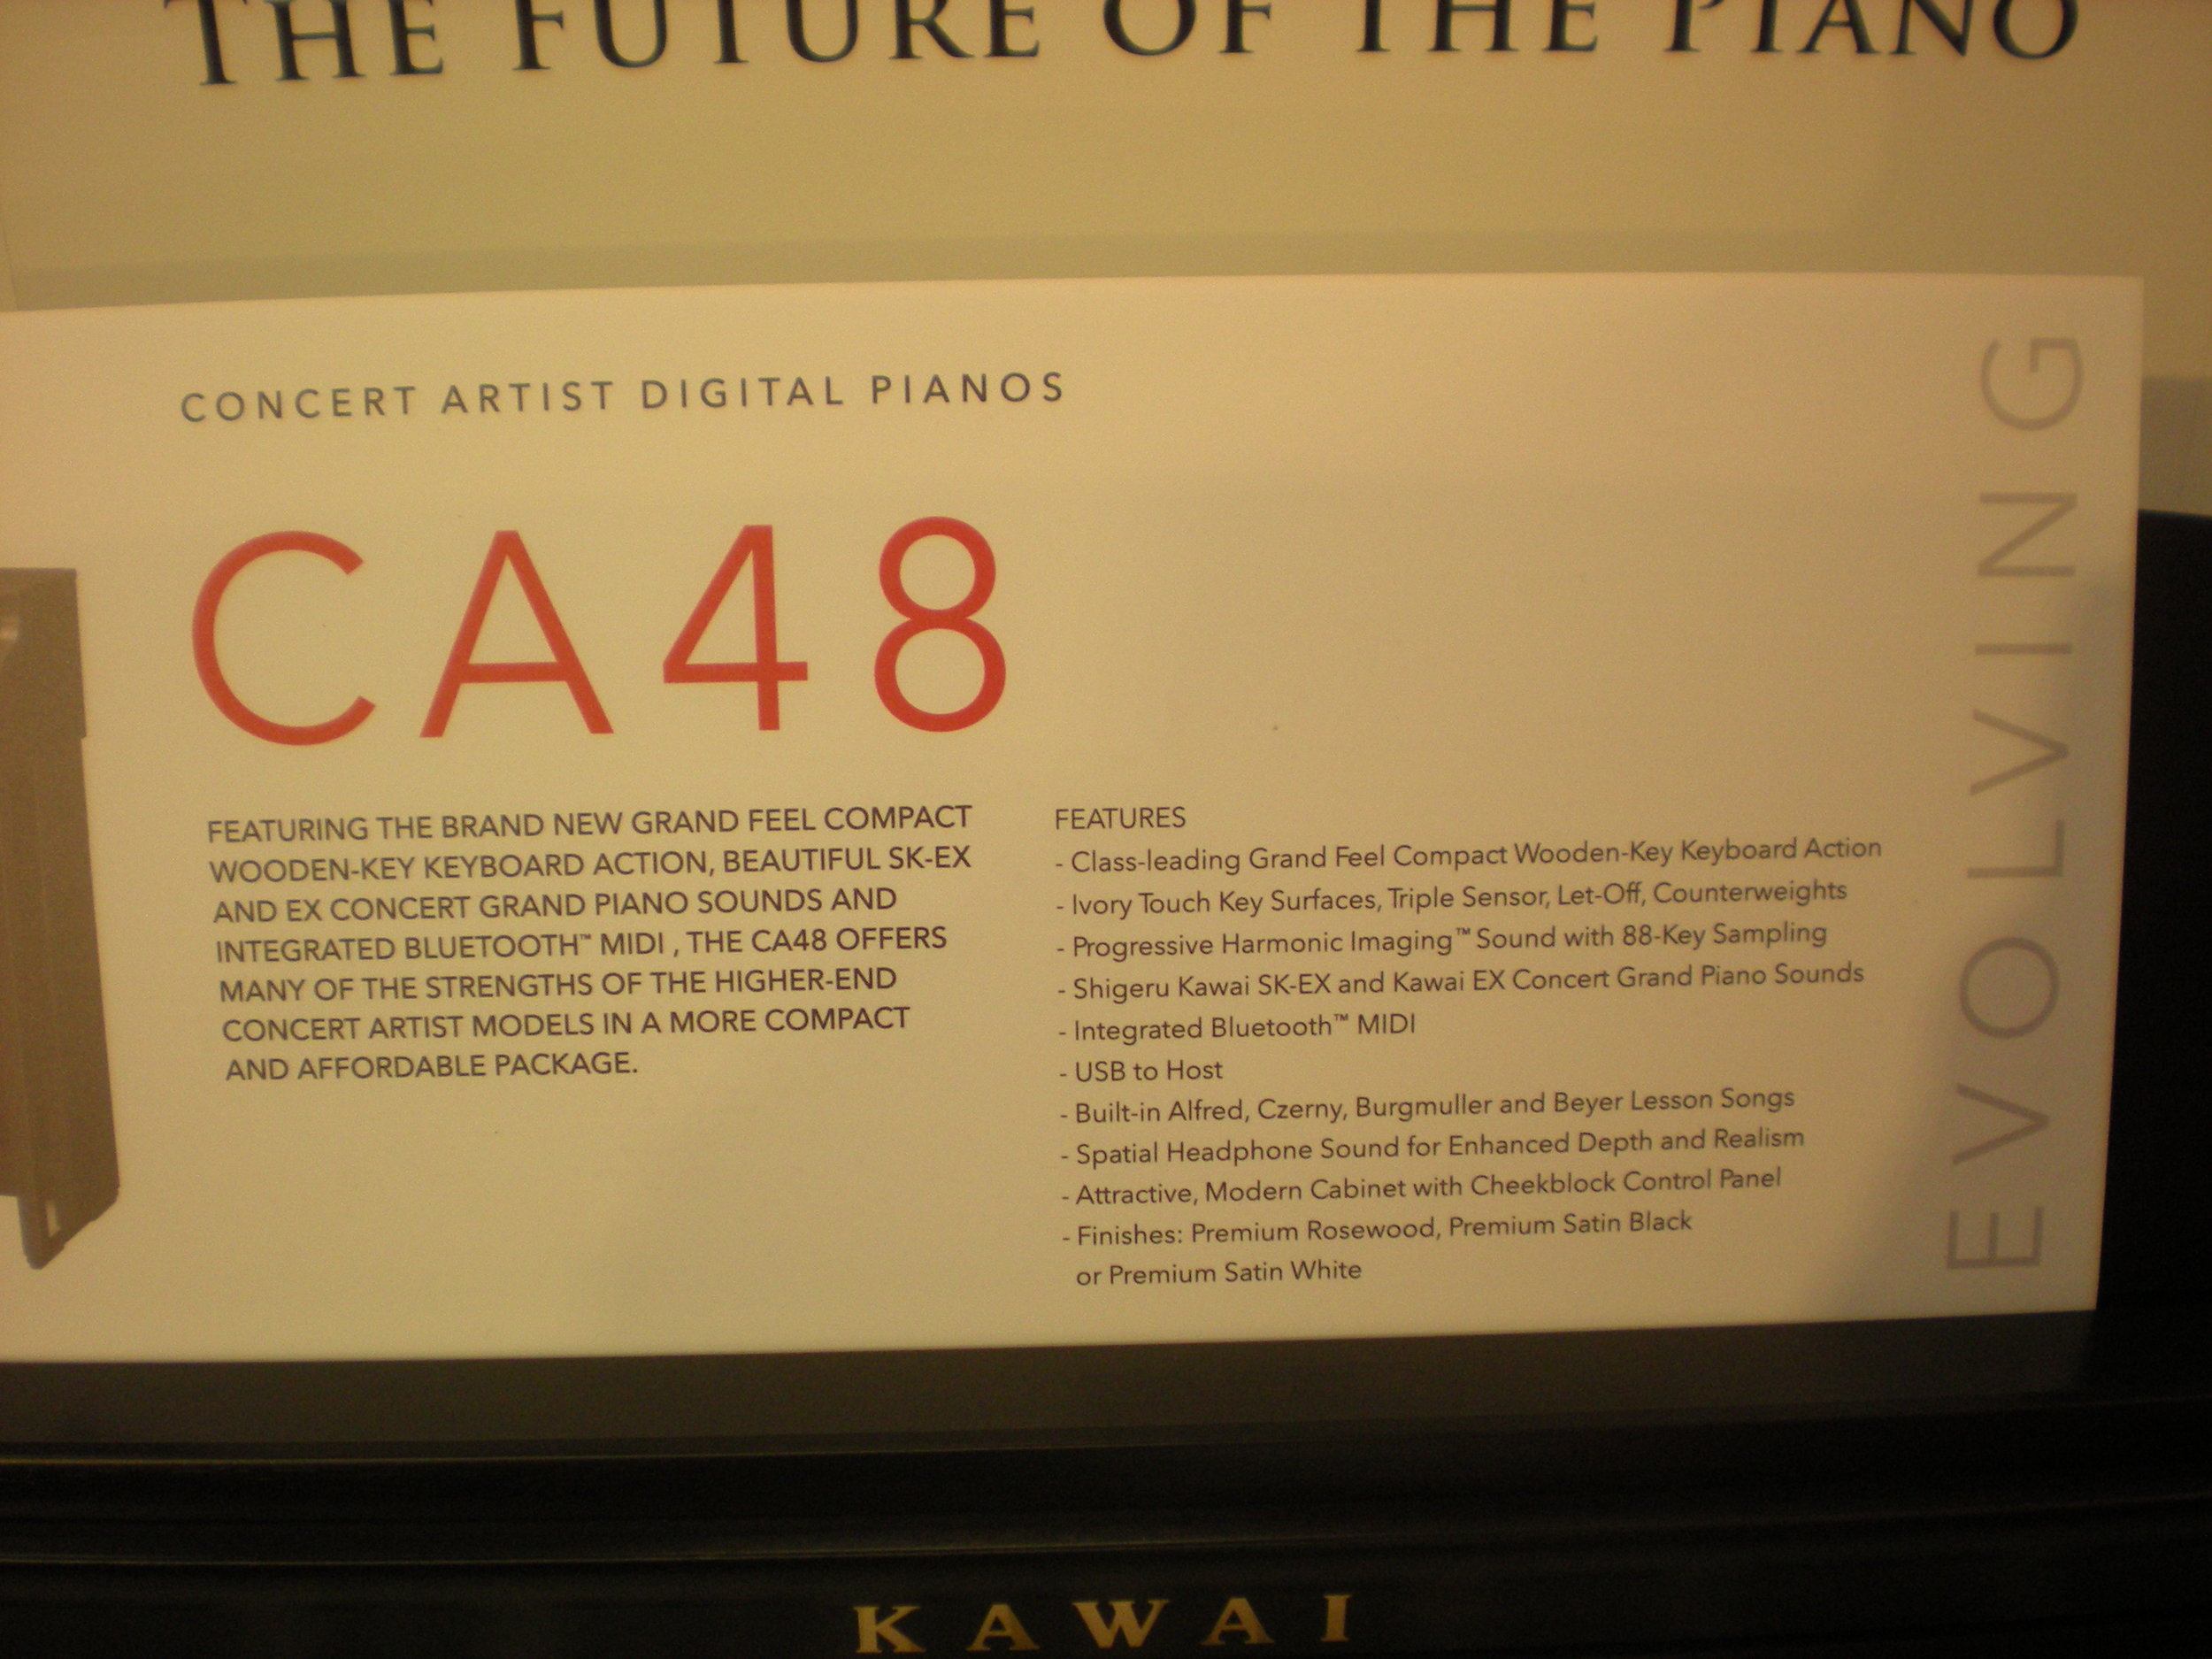 THE FUTURE OF THE PIANO
CONCERT ARTIST DIGITAL PIANOS
CA48
FEATURING THE BRAND NEW GRAND FEEL COMPACT
WOODEN-KEY KEYBOARD ACTION, BEAUTIFUL SK-EX
AND EX CONCERT GRAND PIANO SOUNDS AND
INTEGRATED BLUETOOTH™ MIDI , THE CA48 OFFERS
MANY OF THE STRENGTHS OF THE HIGHER-END
CONCERT ARTIST MODELS IN A MORE COMPACT
AND AFFORDABLE PACKAGE.
FEATURES
- Class-leading Grand Feel Compact Wooden-Key Keyboard Action
- Ivory Touch Key Surfaces, Triple Sensor, Let-Off, Counterweights
- Progressive Harmonic Imaging™ Sound with 88-Key Sampling
- Shigeru Kawai SK-EX and Kawai EX Concert Grand Piano Sounds
- Integrated Bluetooth™ MIDI
- USB to Host
- Built-in Alfred, Czerny, Burgmuller and Beyer Lesson Songs
- Spatial Headphone Sound for Enhanced Depth and Realism
- Attractive, Modern Cabinet with Cheekblock Control Panel
- Finishes: Premium Rosewood, Premium Satin Black
or Premium Satin White
EVOLVING
KAWAI